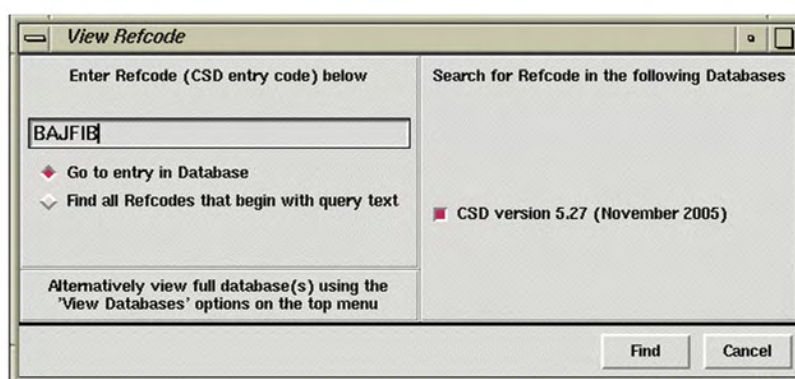 View Refcode
Enter Refcode (CSD entry code) below
BAJFIB
Go to entry in Database
Find all Refcodes that begin with query text
Alternatively view full database(s) using the
'View Databases' options on the top menu
Search for Refcode in the following Databases
CSD version 5.27 (November 2005)
Find
Cancel